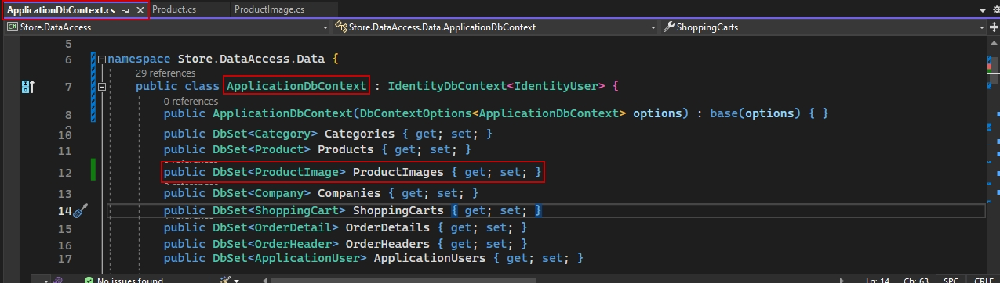 ApplicationDbContext.cs Product.cs ProductImage.cs
C# Store.DataAccess Store.DataAccess.Data.ApplicationDbContext ShoppingCarts
5
6 namespace Store.DataAccess.Data {
29 references
7 public class ApplicationDbContext : IdentityDbContext<IdentityUser> {
0 references
8 public ApplicationDbContext(DbContextOptions<ApplicationDbContext> options) : base(options) { }
10 public DbSet<Category> Categories { get; set; }
11 public DbSet<Product> Products { get; set; }
12 public DbSet<ProductImage> ProductImages { get; set; }
13 public DbSet<Company> Companies { get; set; }
14 public DbSet<ShoppingCart> ShoppingCarts { get; set; }
15 public DbSet<OrderDetail> OrderDetails { get; set; }
16 public DbSet<OrderHeader> OrderHeaders { get; set; }
17 public DbSet<ApplicationUser> ApplicationUsers { get; set; }
No issues found Ln: 14 Ch: 63 SPC CRLF